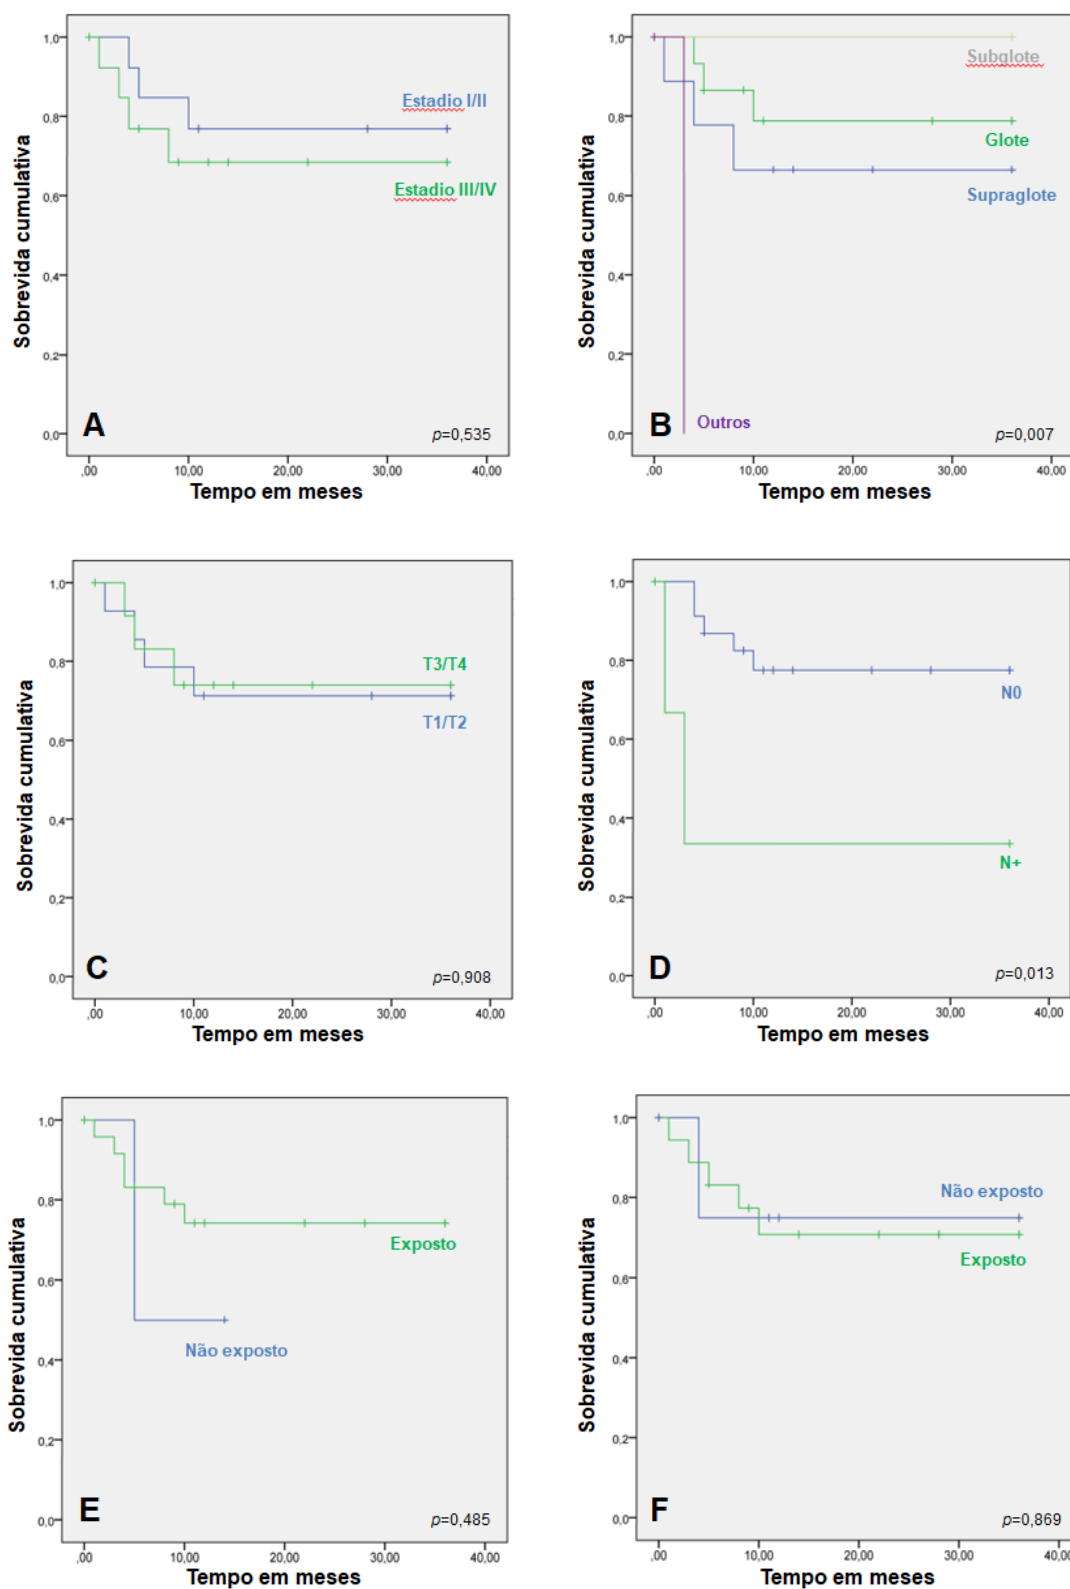 1,0
0,8
0,6
0,4
0,2
0,0
Sobrevida cumulativa
Estadio I/II
Estadio III/IV
A
p=0,535
,00 10,00 20,00 30,00 40,00
Tempo em meses
1,0
0,8
0,6
0,4
0,2
0,0
Sobrevida cumulativa
Subglote
Glote
Supraglote
Outros
B
p=0,007
,00 10,00 20,00 30,00 40,00
Tempo em meses
1,0
0,8
0,6
0,4
0,2
0,0
Sobrevida cumulativa
T3/T4
T1/T2
C
p=0,908
,00 10,00 20,00 30,00 40,00
Tempo em meses
1,0
0,8
0,6
0,4
0,2
0,0
Sobrevida cumulativa
N0
N+
D
p=0,013
,00 10,00 20,00 30,00 40,00
Tempo em meses
1,0
0,8
0,6
0,4
0,2
0,0
Sobrevida cumulativa
Exposto
Não exposto
E
p=0,485
,00 10,00 20,00 30,00 40,00
Tempo em meses
1,0
0,8
0,6
0,4
0,2
0,0
Sobrevida cumulativa
Não exposto
Exposto
F
p=0,869
,00 10,00 20,00 30,00 40,00
Tempo em meses